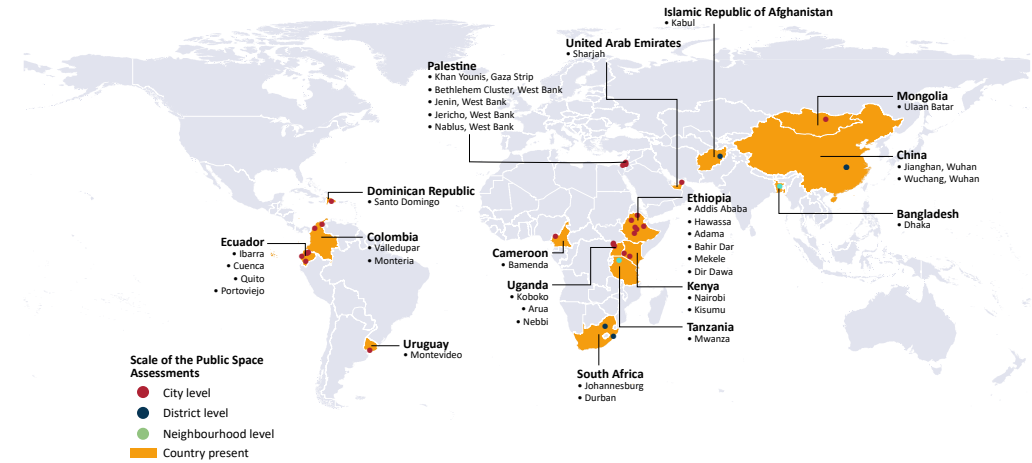 Islamic Republic of Afghanistan
• Kabul
United Arab Emirates
• Sharjah
Palestine
• Khan Younis, Gaza Strip
• Bethlehem Cluster, West Bank
• Jenin, West Bank
• Jericho, West Bank
• Nablus, West Bank
Mongolia
• Ulaan Batar
China
• Jianghan, Wuhan
• Wuchang, Wuhan
Bangladesh
• Dhaka
Dominican Republic
• Santo Domingo
Colombia
• Valledupar
• Monteria
Ecuador
• Ibarra
• Cuenca
• Quito
• Portoviejo
Uruguay
• Montevideo
Cameroon
• Bamenda
Uganda
• Koboko
• Arua
• Nebbi
Ethiopia
• Addis Ababa
• Hawassa
• Adama
• Bahir Dar
• Mekele
• Dir Dawa
Kenya
• Nairobi
• Kisumu
Tanzania
• Mwanza
South Africa
• Johannesburg
• Durban
Scale of the Public Space
Assessments
City level
District level
Neighbourhood level
Country present